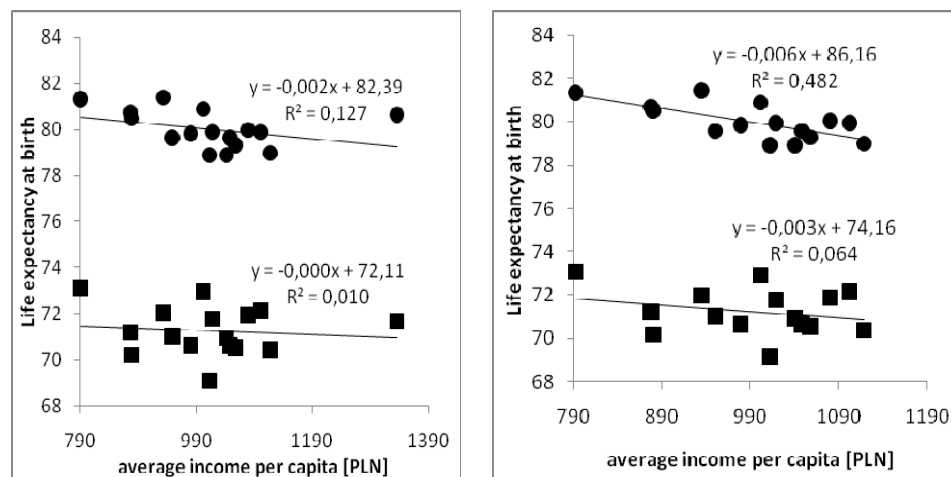 Life expectancy at birth
84
82
80
78
76
74
72
70
68
y = -0,002x + 82,39
R² = 0,127
y = -0,000x + 72,11
R² = 0,010
790
990
1190
1390
average income per capita [PLN]
Life expectancy at birth
84
82
80
78
76
74
72
70
68
y = -0,006x + 86,16
R² = 0,482
y = -0,003x + 74,16
R² = 0,064
790
890
990
1090
1190
average income per capita [PLN]